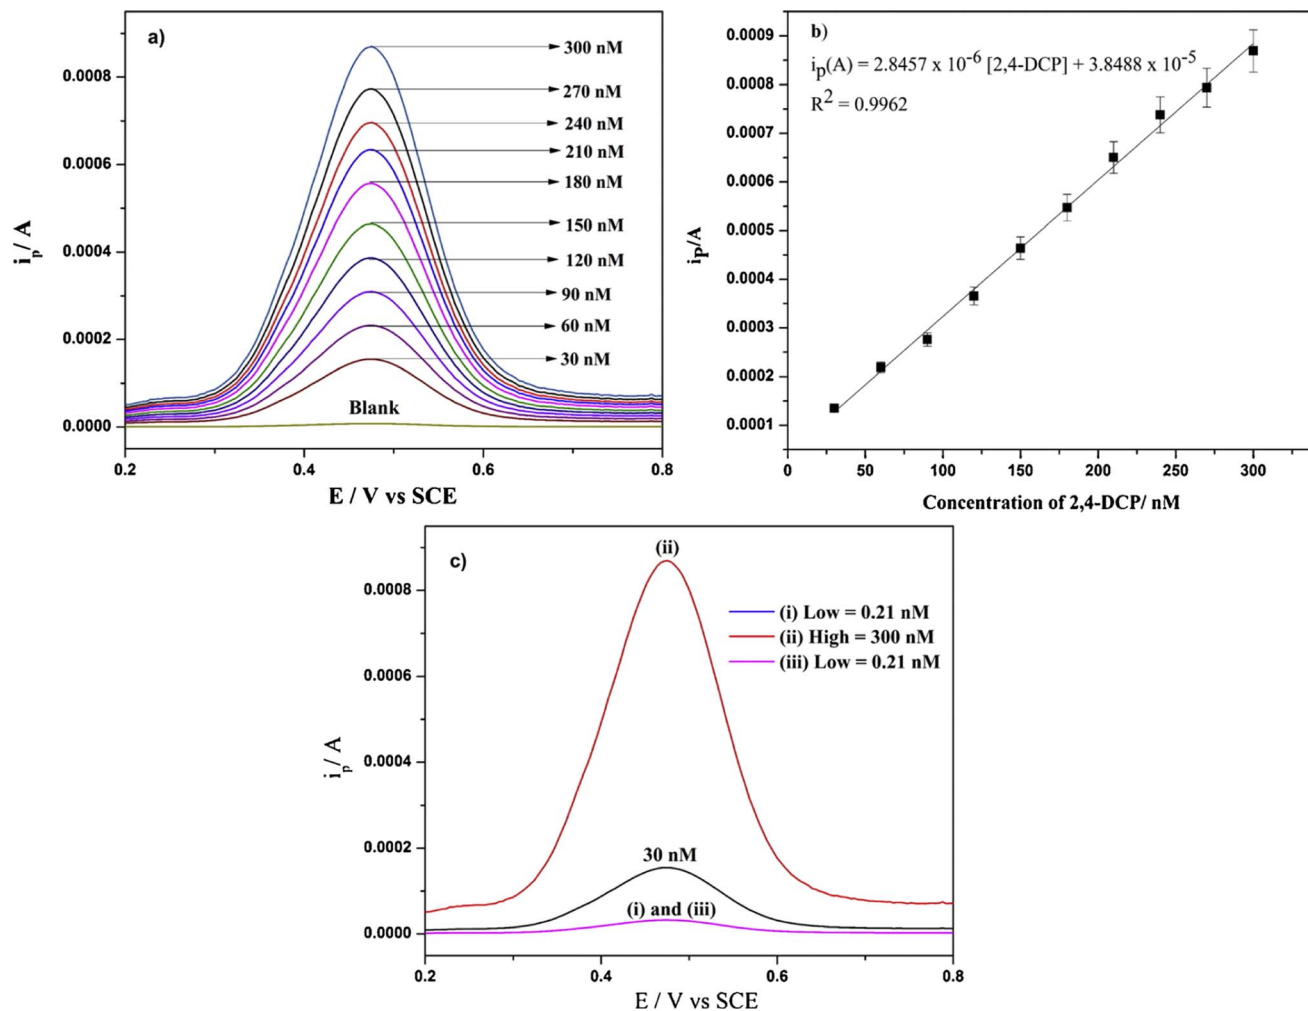 a)
300 nM
270 nM
240 nM
210 nM
180 nM
150 nM
120 nM
90 nM
60 nM
30 nM
Blank
0.0008
0.0006
0.0004
0.0002
0.0000
i_p/ A
0.2 0.4 0.6 0.8
E / V vs SCE
b)
i_p(A) = 2.8457 x 10^-6 [2,4-DCP] + 3.8488 x 10^-5
R^2 = 0.9962
0.0009
0.0008
0.0007
0.0006
0.0005
0.0004
0.0003
0.0002
0.0001
i_p/A
0 50 100 150 200 250 300
Concentration of 2,4-DCP/ nM
c)
(ii)
(i) Low = 0.21 nM
(ii) High = 300 nM
(iii) Low = 0.21 nM
30 nM
(i) and (iii)
0.0008
0.0006
0.0004
0.0002
0.0000
i_p/ A
0.2 0.4 0.6 0.8
E / V vs SCE